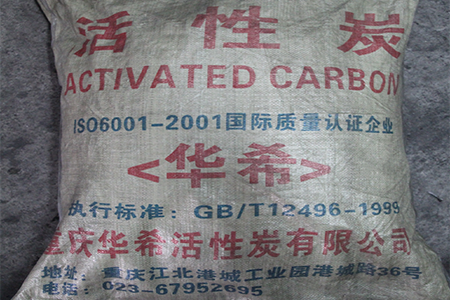 活性炭
ACTIVATED CARBON
ISO6001-2001国际质量认证企业
<华希>
执行标准：GB/T12496-1999
重庆华希活性炭有限公司
地址：重庆江北港城工业园港城路36号
电话：023-67952695